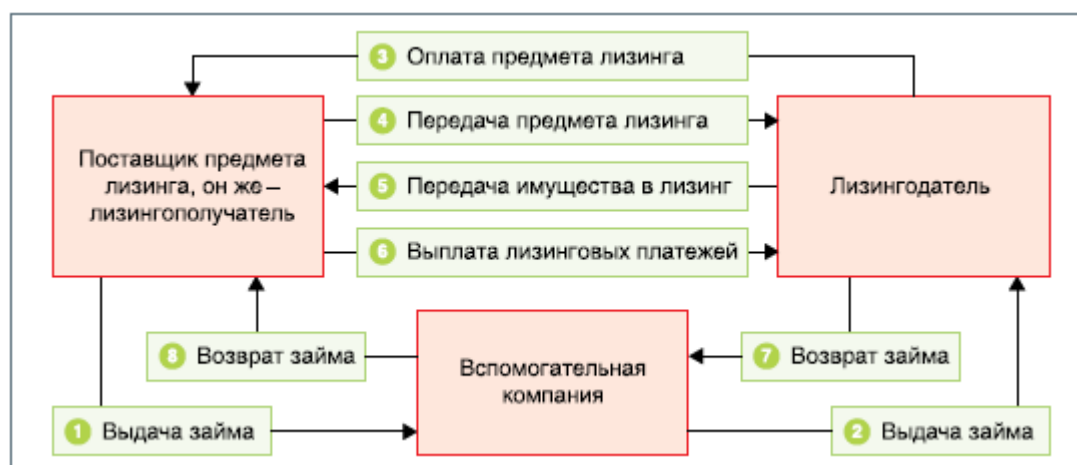 3 Оплата предмета лизинга
4 Передача предмета лизинга
Поставщик предмета
лизинга, он же –
лизингополучатель
5 Передача имущества в лизинг
Лизингодатель
6 Выплата лизинговых платежей
8 Возврат займа
Вспомогательная
компания
7 Возврат займа
1 Выдача займа
2 Выдача займа